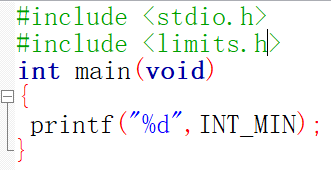 #include <stdio.h>
#include <limits.h>
int main(void)
{
 printf("%d",INT_MIN);
}